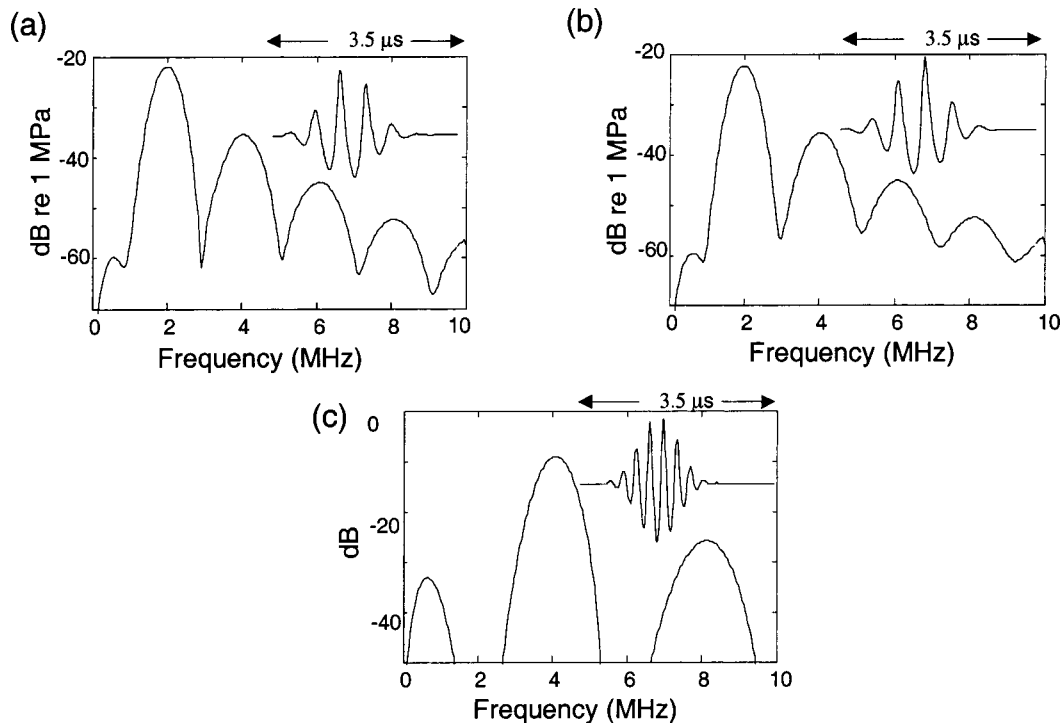 (a)
3.5 μs
-20
-40
-60
dB re 1 MPa
0 2 4 6 8 10
Frequency (MHz)
(b)
3.5 μs
-20
-40
-60
dB re 1 MPa
0 2 4 6 8 10
Frequency (MHz)
(c)
3.5 μs
0
-20
-40
dB
0 2 4 6 8 10
Frequency (MHz)